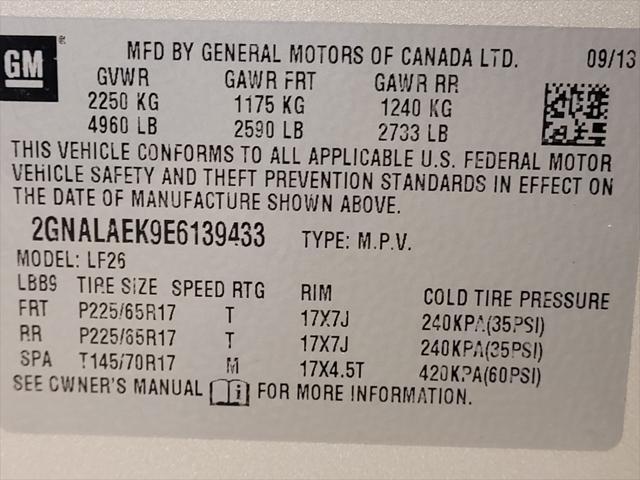 GM ®
MFD BY GENERAL MOTORS OF CANADA LTD. 09/13
GVWR GAWR FRT GAWR RR
2250 KG 1175 KG 1240 KG
4960 LB 2590 LB 2733 LB
THIS VEHICLE CONFORMS TO ALL APPLICABLE U.S. FEDERAL MOTOR
VEHICLE SAFETY AND THEFT PREVENTION STANDARDS IN EFFECT ON
THE DATE OF MANUFACTURE SHOWN ABOVE.
2GNALAEK9E6139433 TYPE: M.P.V.
MODEL: LF26
LBB9 TIRE SIZE SPEED RTG RIM COLD TIRE PRESSURE
FRT P225/65R17 T 17X7J 240KPA(35PSI)
RR P225/65R17 T 17X7J 240KPA(35PSI)
SPA T145/70R17 M 17X4.5T 420KPA(60PSI)
SEE OWNER'S MANUAL FOR MORE INFORMATION.